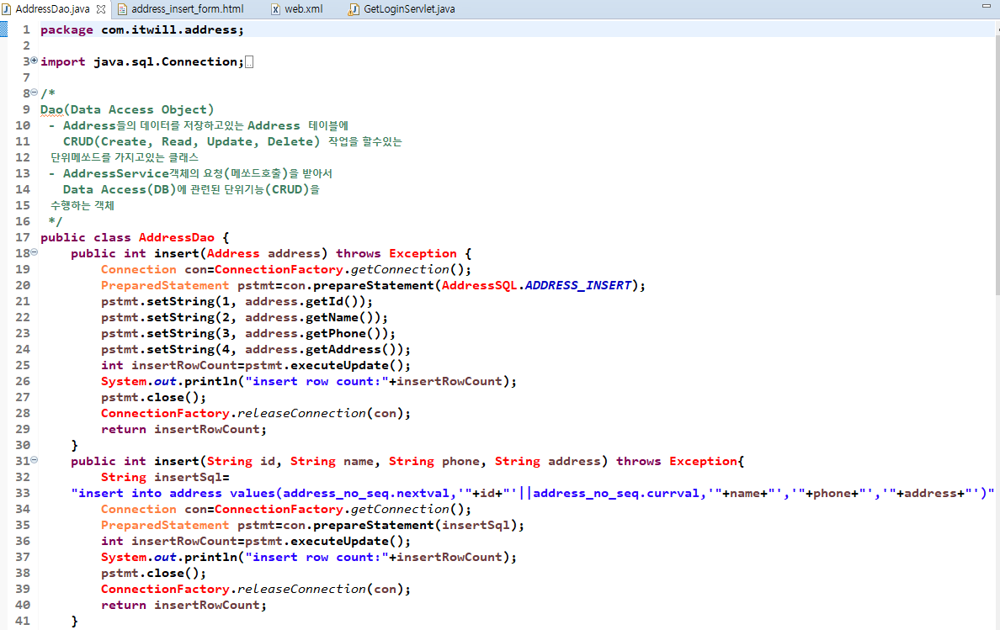 AddressDao.java address_insert_form.html web.xml GetLoginServlet.java
1 package com.itwill.address;
2
3 import java.sql.Connection;
7
8 /*
9 Dao(Data Access Object)
10 - Address들의 데이터를 저장하고있는 Address 테이블에
11 CRUD(Create, Read, Update, Delete) 작업을 할수있는
12 단위메쏘드를 가지고있는 클래스
13 - AddressService객체의 요청(메쏘드호출)을 받아서
14 Data Access(DB)에 관련된 단위기능(CRUD)을
15 수행하는 객체
16 */
17 public class AddressDao {
18 public int insert(Address address) throws Exception {
19 Connection con=ConnectionFactory.getConnection();
20 PreparedStatement pstmt=con.prepareStatement(AddressSQL.ADDRESS_INSERT);
21 pstmt.setString(1, address.getId());
22 pstmt.setString(2, address.getName());
23 pstmt.setString(3, address.getPhone());
24 pstmt.setString(4, address.getAddress());
25 int insertRowCount=pstmt.executeUpdate();
26 System.out.println("insert row count:"+insertRowCount);
27 pstmt.close();
28 ConnectionFactory.releaseConnection(con);
29 return insertRowCount;
30 }
31 public int insert(String id, String name, String phone, String address) throws Exception{
32 String insertSql=
33 "insert into address values(address_no_seq.nextval,'"+id+"'||address_no_seq.currval,'"+name+"','"+phone+"','"+address+"')"
34 Connection con=ConnectionFactory.getConnection();
35 PreparedStatement pstmt=con.prepareStatement(insertSql);
36 int insertRowCount=pstmt.executeUpdate();
37 System.out.println("insert row count:"+insertRowCount);
38 pstmt.close();
39 ConnectionFactory.releaseConnection(con);
40 return insertRowCount;
41 }